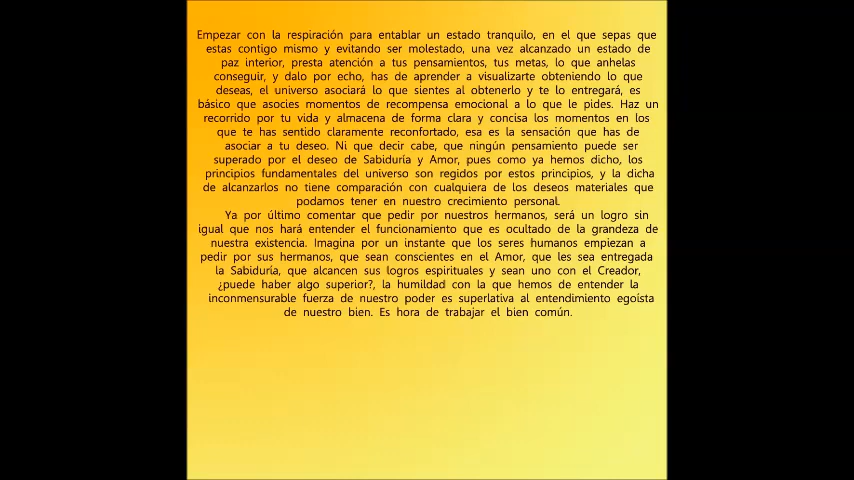 Empezar con la respiración para entablar un estado tranquilo, en el que sepas que
estas contigo mismo y evitando ser molestado, una vez alcanzado un estado de
paz interior, presta atención a tus pensamientos, tus metas, lo que anhelas
conseguir, y dalo por echo, has de aprender a visualizarte obteniendo lo que
deseas, el universo asociará lo que sientes al obtenerlo y te lo entregará, es
básico que asocies momentos de recompensa emocional a lo que le pides. Haz un
recorrido por tu vida y almacena de forma clara y concisa los momentos en los
que te has sentido claramente reconfortado, esa es la sensación que has de
asociar a tu deseo. Ni que decir cabe, que ningún pensamiento puede ser
superado por el deseo de Sabiduría y Amor, pues como ya hemos dicho, los
principios fundamentales del universo son regidos por estos principios, y la dicha
de alcanzarlos no tiene comparación con cualquiera de los deseos materiales que
podamos tener en nuestro crecimiento personal.
Ya por último comentar que pedir por nuestros hermanos, será un logro sin
igual que nos hará entender el funcionamiento que es ocultado de la grandeza de
nuestra existencia. Imagina por un instante que los seres humanos empiezan a
pedir por sus hermanos, que sean conscientes en el Amor, que les sea entregada
la Sabiduría, que alcancen sus logros espirituales y sean uno con el Creador,
¿puede haber algo superior?, la humildad con la que hemos de entender la
inconmensurable fuerza de nuestro poder es superlativa al entendimiento egoísta
de nuestro bien. Es hora de trabajar el bien común.